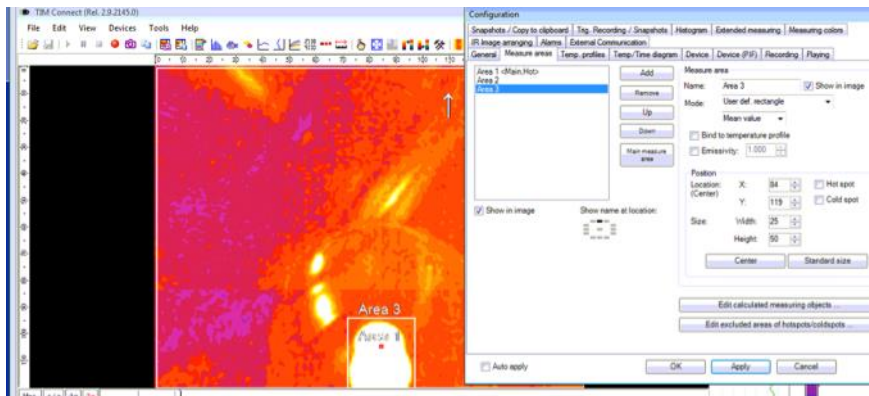 TIM Connect (Rel. 2.9.2145.0)
File Edit View Devices Tools Help
Area 3
Area 1
Configuration
Snapshots / Copy to clipboard Trig. Recording / Snapshots Histogram Extended measuring Measuring colors
IR Image arranging Alarms External Communication
General Measure areas Temp. profiles Temp/Time diagram Device Device (PIF) Recording Playing
Area 1 <Main,Hot>
Area 2
Area 3
Add
Remove
Up
Down
Main measure area
Show in image
Show name at location:
Measure area
Name: Area 3 Show in image
Mode: User def. rectangle
Mean value
Bind to temperature profile
Emissivity: 1.000
Position
Location: (Center) X: 84 Hot spot
Y: 119 Cold spot
Size: Width: 25
Height: 50
Center Standard size
Edit calculated measuring objects ...
Edit excluded areas of hotspots/coldspots ...
Auto apply OK Apply Cancel